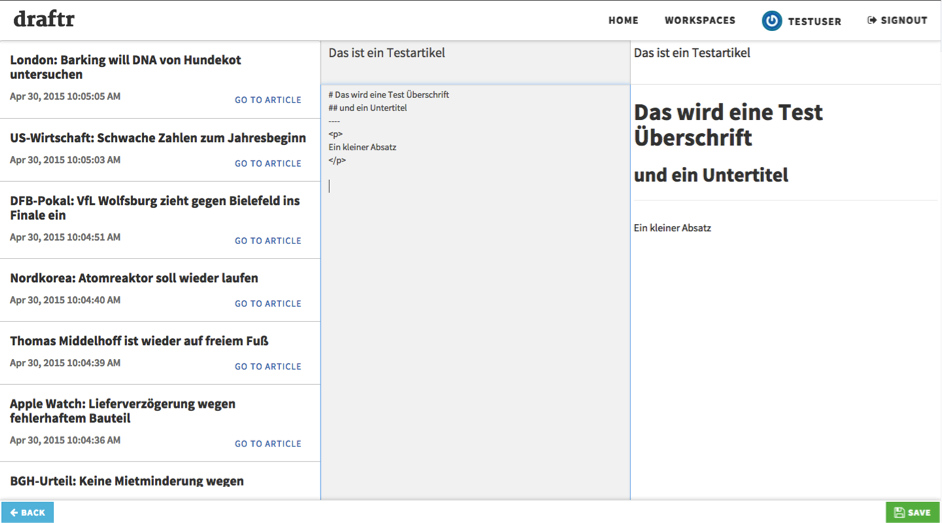 draftr
HOME
WORKSPACES
TESTUSER
SIGNOUT
London: Barking will DNA von Hundekot
untersuchen
Apr 30, 2015 10:05:05 AM
GO TO ARTICLE
US-Wirtschaft: Schwache Zahlen zum Jahresbeginn
Apr 30, 2015 10:05:03 AM
GO TO ARTICLE
DFB-Pokal: VfL Wolfsburg zieht gegen Bielefeld ins
Finale ein
Apr 30, 2015 10:04:51 AM
GO TO ARTICLE
Nordkorea: Atomreaktor soll wieder laufen
Apr 30, 2015 10:04:40 AM
GO TO ARTICLE
Thomas Middelhoff ist wieder auf freiem Fuß
Apr 30, 2015 10:04:39 AM
GO TO ARTICLE
Apple Watch: Lieferverzögerung wegen
fehlerhaftem Bauteil
Apr 30, 2015 10:04:36 AM
GO TO ARTICLE
BGH-Urteil: Keine Mietminderung wegen
Das ist ein Testartikel
# Das wird eine Test Überschrift
## und ein Untertitel
----
<p>
Ein kleiner Absatz
</p>
Das ist ein Testartikel
Das wird eine Test
Überschrift
und ein Untertitel
Ein kleiner Absatz
BACK
SAVE